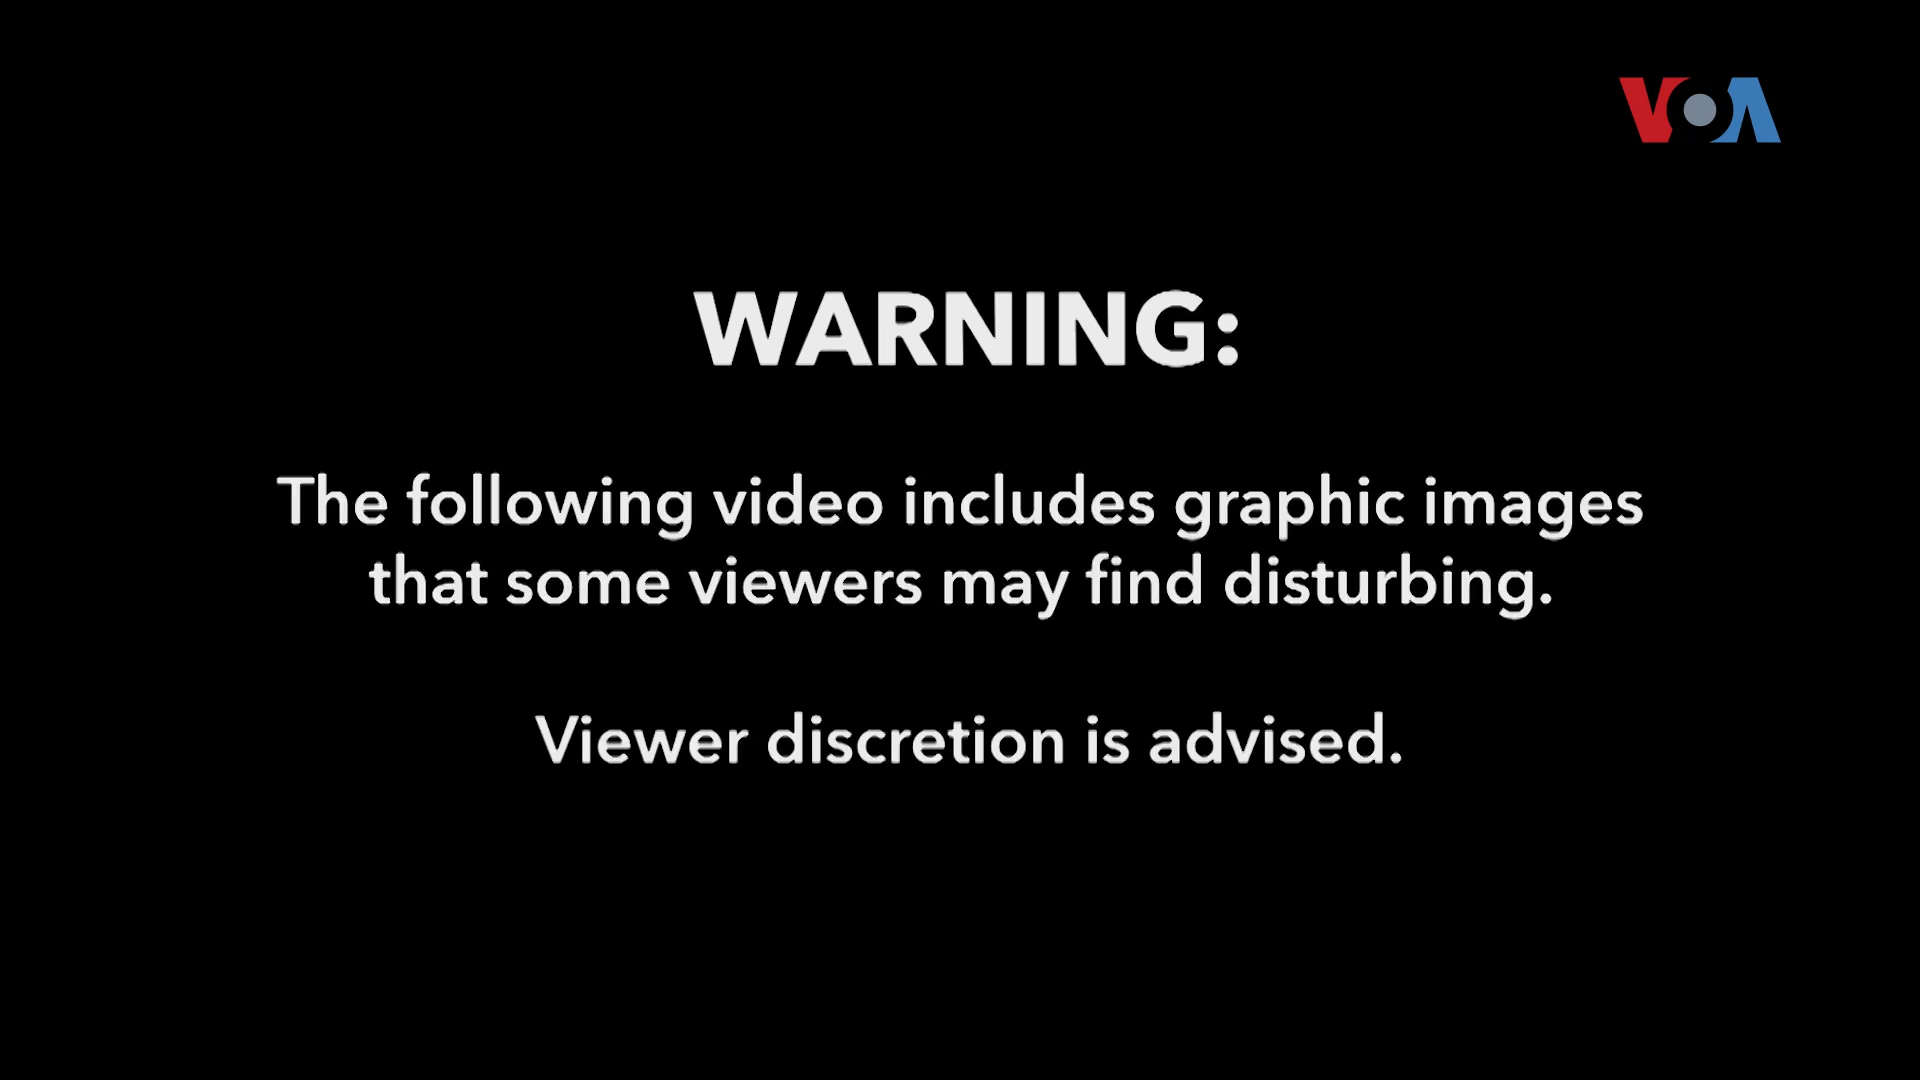 VOA
WARNING:
The following video includes graphic images
that some viewers may find disturbing.
Viewer discretion is advised.